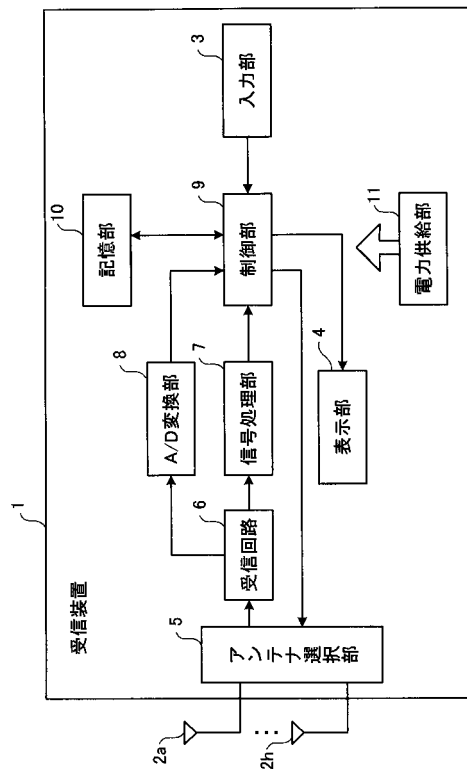 1
受信装置
2a
2h
アンテナ選択部
5
受信回路
6
A/D変換部
8
信号処理部
7
記憶部
10
制御部
9
入力部
3
表示部
4
電力供給部
11